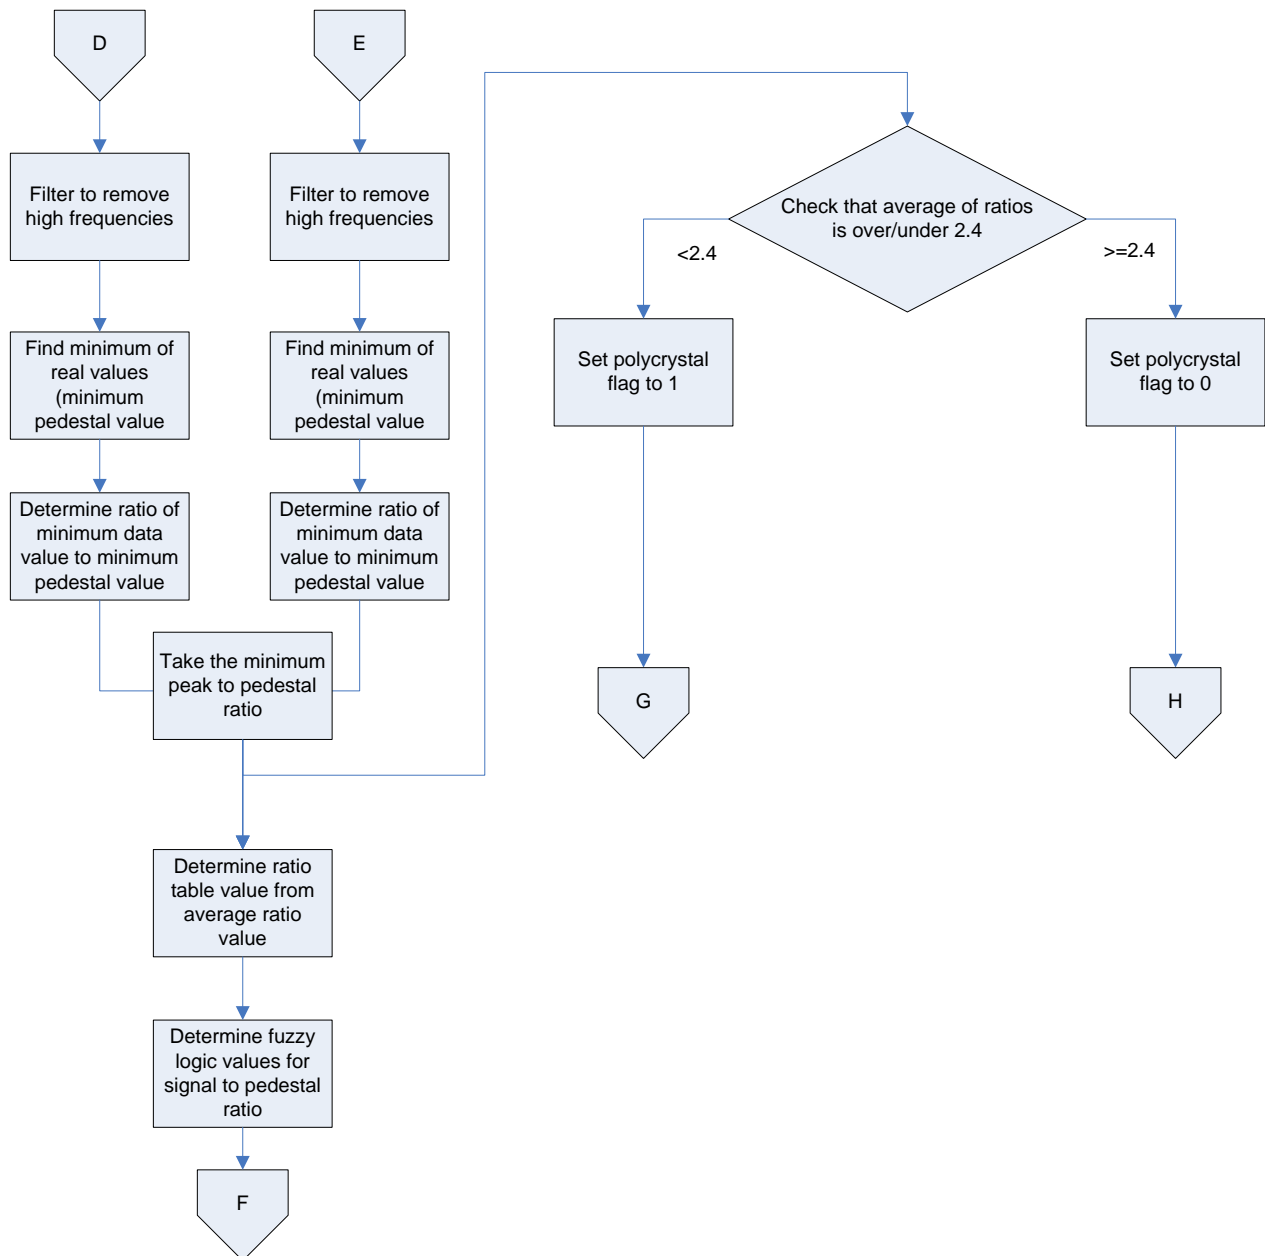 D
E
Filter to remove
high frequencies
Filter to remove
high frequencies
Check that average of ratios
is over/under 2.4
<2.4
>=2.4
Find minimum of
real values
(minimum
pedestal value
Find minimum of
real values
(minimum
pedestal value
Set polycrystal
flag to 1
Set polycrystal
flag to 0
Determine ratio of
minimum data
value to minimum
pedestal value
Determine ratio of
minimum data
value to minimum
pedestal value
Take the minimum
peak to pedestal
ratio
G
H
Determine ratio
table value from
average ratio
value
Determine fuzzy
logic values for
signal to pedestal
ratio
F